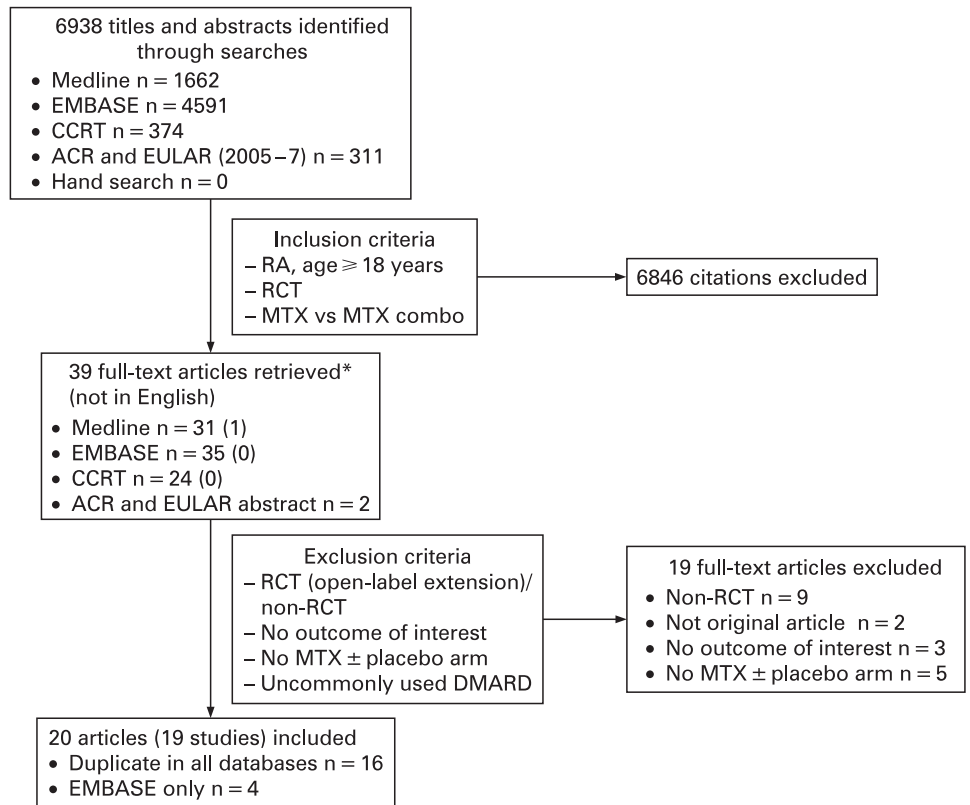 6938 titles and abstracts identified
through searches
• Medline n = 1662
• EMBASE n = 4591
• CCRT n = 374
• ACR and EULAR (2005–7) n = 311
• Hand search n = 0
Inclusion criteria
– RA, age ⩾ 18 years
– RCT
– MTX vs MTX combo
6846 citations excluded
39 full-text articles retrieved*
(not in English)
• Medline n = 31 (1)
• EMBASE n = 35 (0)
• CCRT n = 24 (0)
• ACR and EULAR abstract n = 2
Exclusion criteria
– RCT (open-label extension)/
non-RCT
– No outcome of interest
– No MTX ± placebo arm
– Uncommonly used DMARD
19 full-text articles excluded
• Non-RCT n = 9
• Not original article n = 2
• No outcome of interest n = 3
• No MTX ± placebo arm n = 5
20 articles (19 studies) included
• Duplicate in all databases n = 16
• EMBASE only n = 4